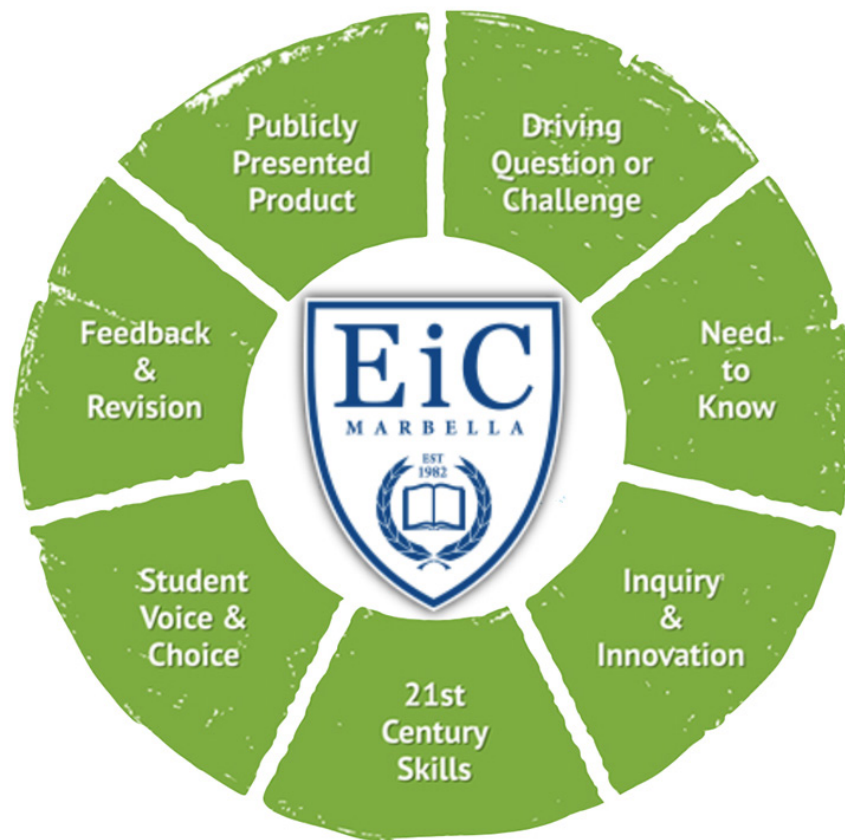 Publicly
Presented
Product
Driving
Question or
Challenge
Need
to
Know
Inquiry
&
Innovation
21st
Century
Skills
Student
Voice &
Choice
Feedback
&
Revision
EiC
MARBELLA
EST
1982